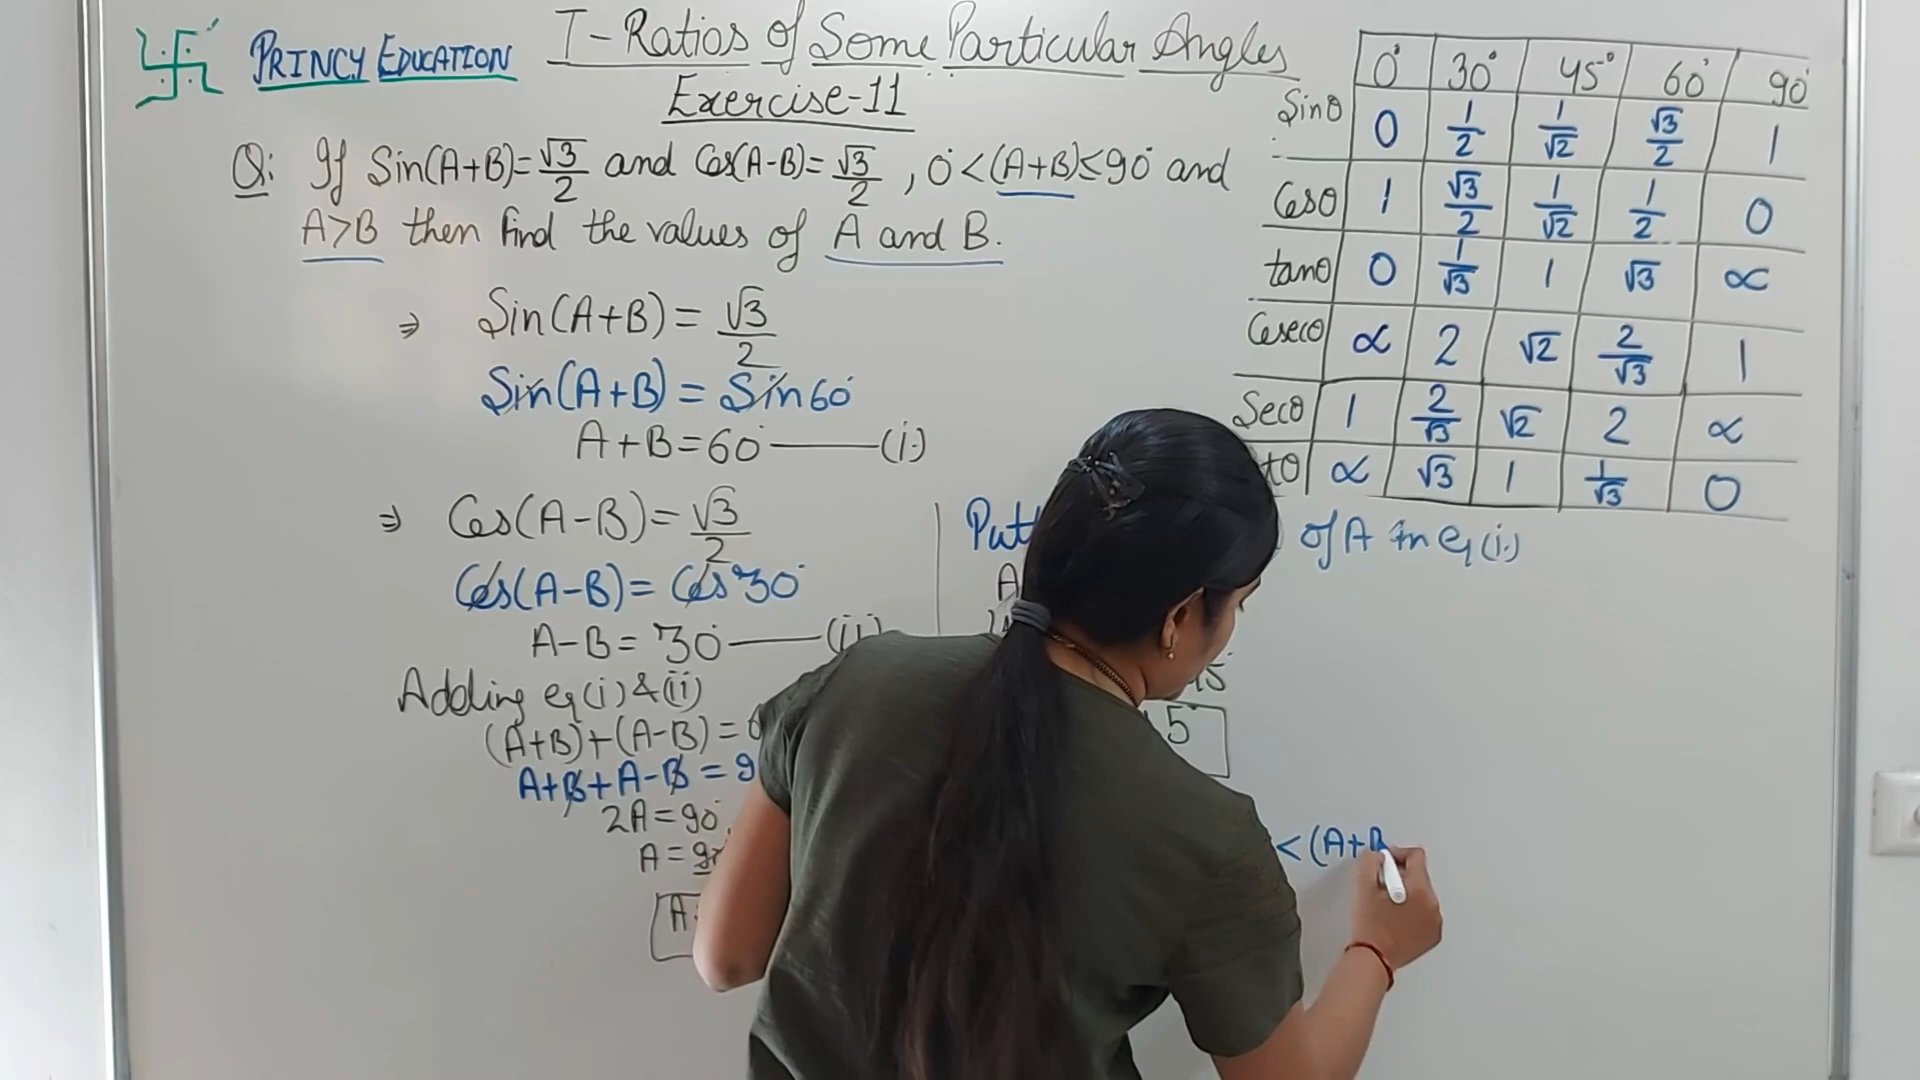 PRINCY EDUCATION
T-Ratios of Some Particular Angles
Exercise-11
Q: If Sin(A+B)=√3/2 and Cos(A-B)=√3/2 , 0°<(A+B)≤90° and
A>B then find the values of A and B.
⇒ Sin(A+B)=√3/2
Sin(A+B)=Sin60°
A+B=60°——(i)
⇒ Cos(A-B)=√3/2
Cos(A-B)=Cos30°
A-B=30°——(ii)
Adding eq(i)&(ii)
(A+B)+(A-B)=
A+B+A-B=9
2A=90°
A=
A
of A in eq(i)
A
5°
<(A+B
0° 30° 45° 60° 90°
Sinθ 0 1/2 1/√2 √3/2 1
Cosθ 1 √3/2 1/√2 1/2 0
tanθ 0 1/√3 1 √3 ∝
Cosecθ ∝ 2 √2 2/√3 1
Secθ 1 2/√3 √2 2 ∝
tθ ∝ √3 1 1/√3 0